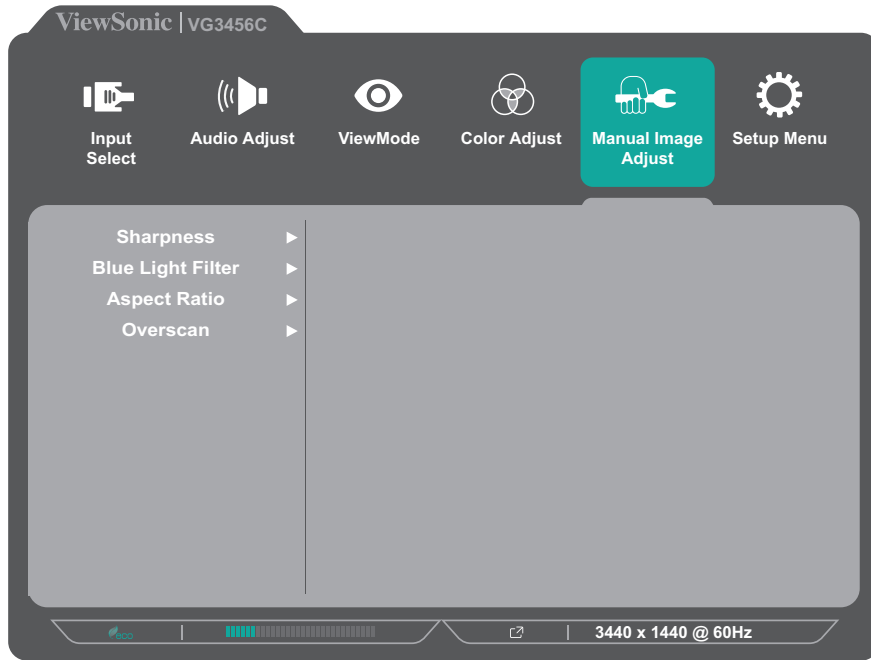 ViewSonic | VG3456C
Input
Select
Audio Adjust
ViewMode
Color Adjust
Manual Image
Adjust
Setup Menu
Sharpness
Blue Light Filter
Aspect Ratio
Overscan
eco
3440 x 1440 @ 60Hz